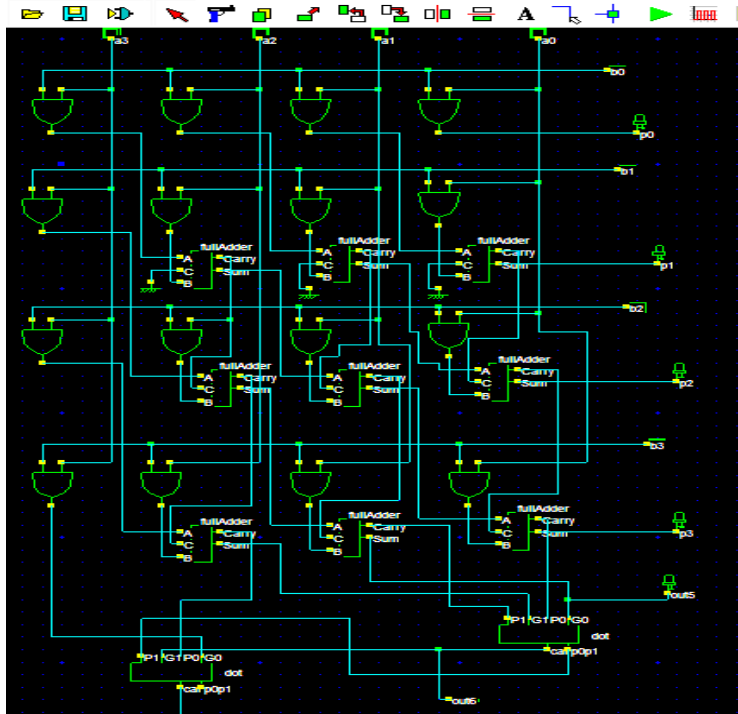 A
a3 a2 a1 a0
b0
p0
b1
fullAdder fullAdder fullAdder
A Carry A Carry A Carry
C Sum C Sum C Sum
B B B
p1
b2
fullAdder fullAdder fullAdder
A Carry A Carry A Carry
C Sum C Sum C Sum
B B B
p2
b3
fullAdder fullAdder fullAdder
A Carry A Carry A Carry
C Sum C Sum C Sum
B B B
p3
out5
P1 G1 P0 G0
dot
car p0p1
P1 G1 P0 G0
dot
car p0p1
out6